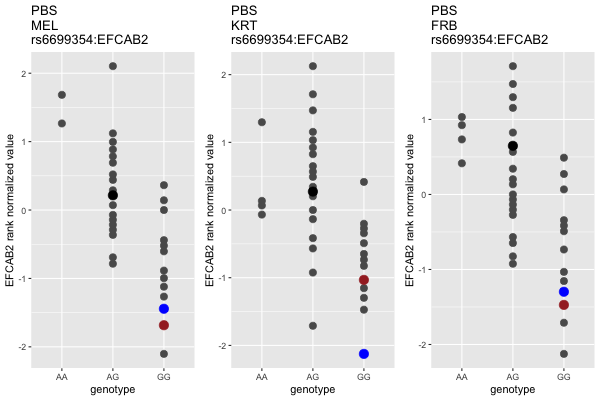 PBS
MEL
rs6699354:EFCAB2
EFCAB2 rank normalized value
2
1
0
-1
-2
AA AG GG
genotype
PBS
KRT
rs6699354:EFCAB2
EFCAB2 rank normalized value
2
1
0
-1
-2
AA AG GG
genotype
PBS
FRB
rs6699354:EFCAB2
EFCAB2 rank normalized value
1
0
-1
-2
AA AG GG
genotype